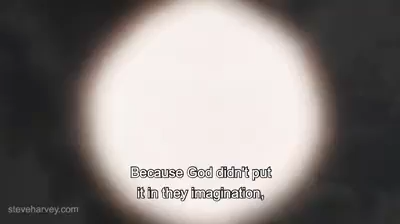 Because God didn't put
it in they imagination,
steveharvey.com